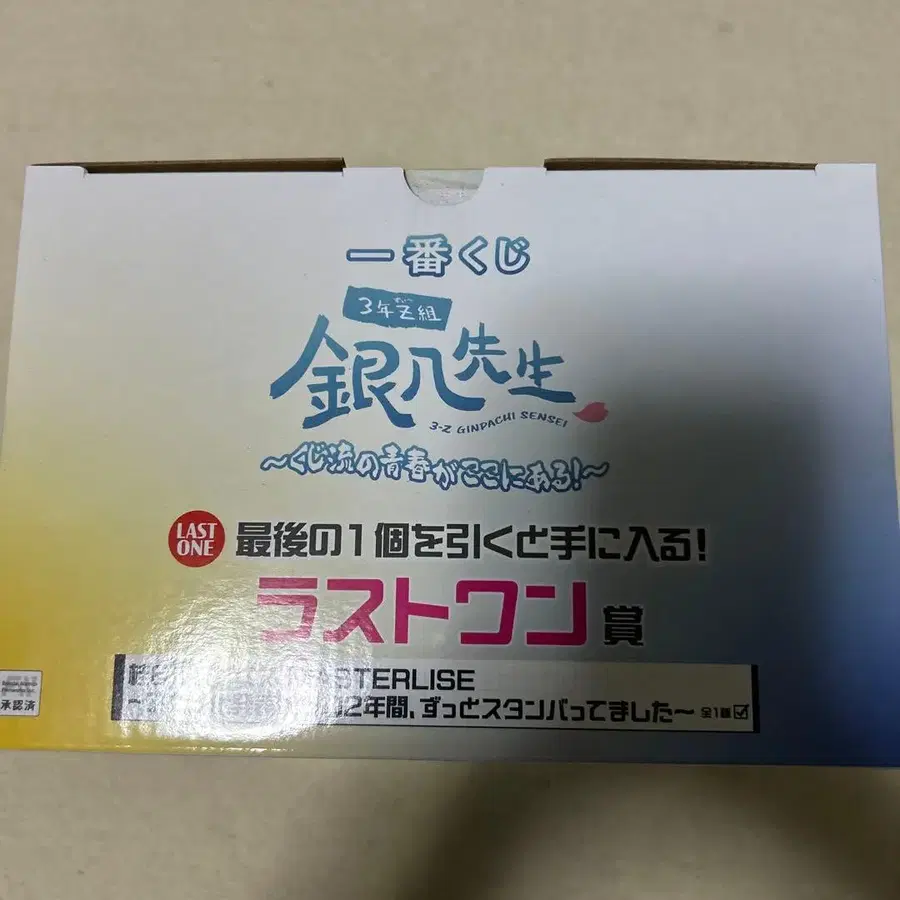 一番くじ
3年Z組
銀八先生
3-Z GINPACHI SENSEI
～くじ流の青春がここにある!～
LAST ONE
最後の1個を引くと手に入る!
ラストワン賞
MASTERLISE
2年間、ずっとスタンバってました～ 全1種
承認済